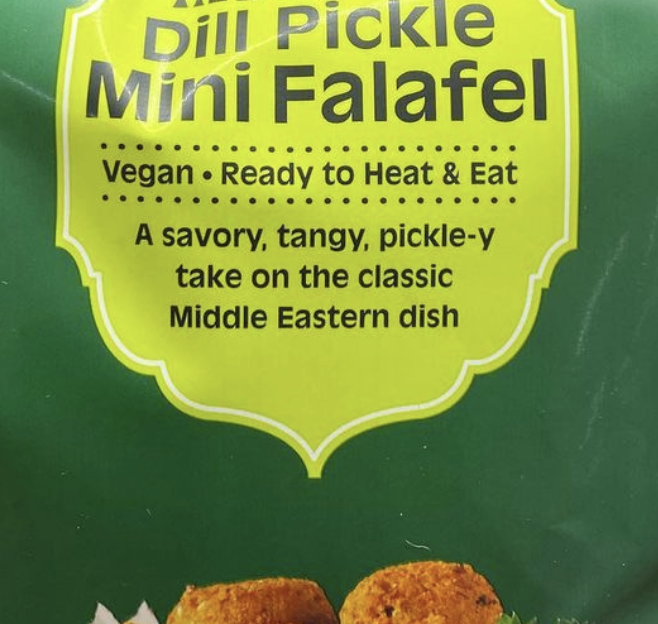 Dill Pickle
Mini Falafel
Vegan • Ready to Heat & Eat
A savory, tangy, pickle-y
take on the classic
Middle Eastern dish